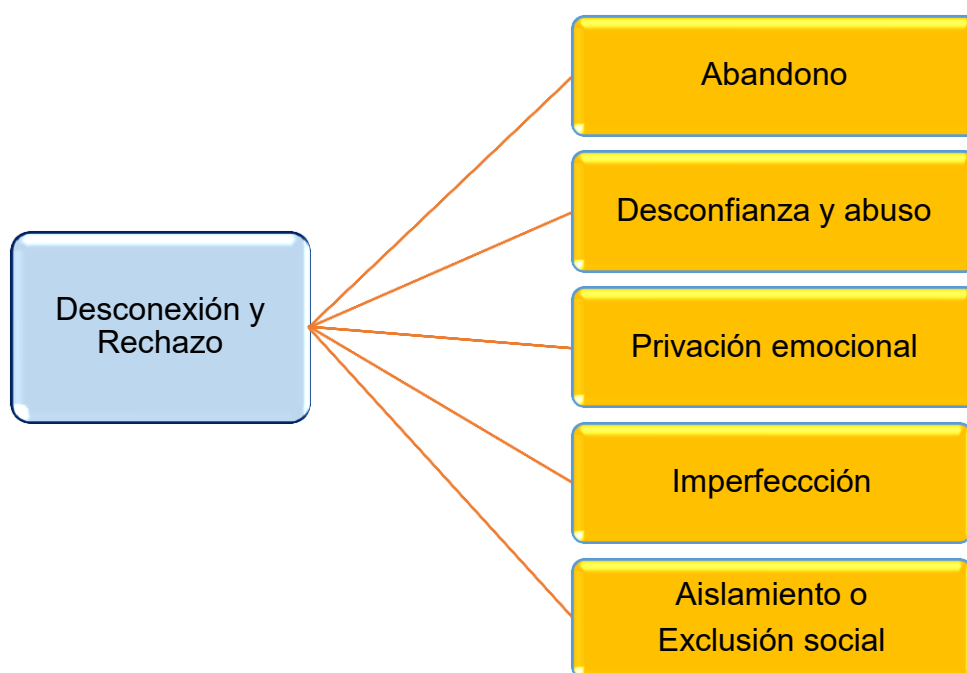 Desconexión y
Rechazo
Abandono
Desconfianza y abuso
Privación emocional
Imperfeccción
Aislamiento o
Exclusión social